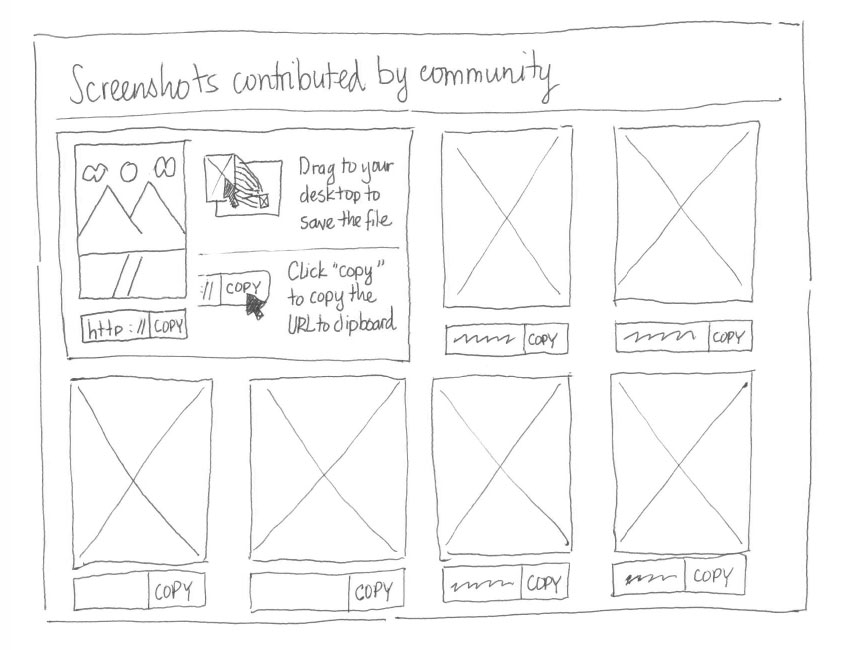 Screenshots contributed by community
Drag to your
desktop to
save the file
http :// COPY
:// COPY
Click "copy"
to copy the
URL to clipboard
COPY
COPY
COPY
COPY
COPY
COPY